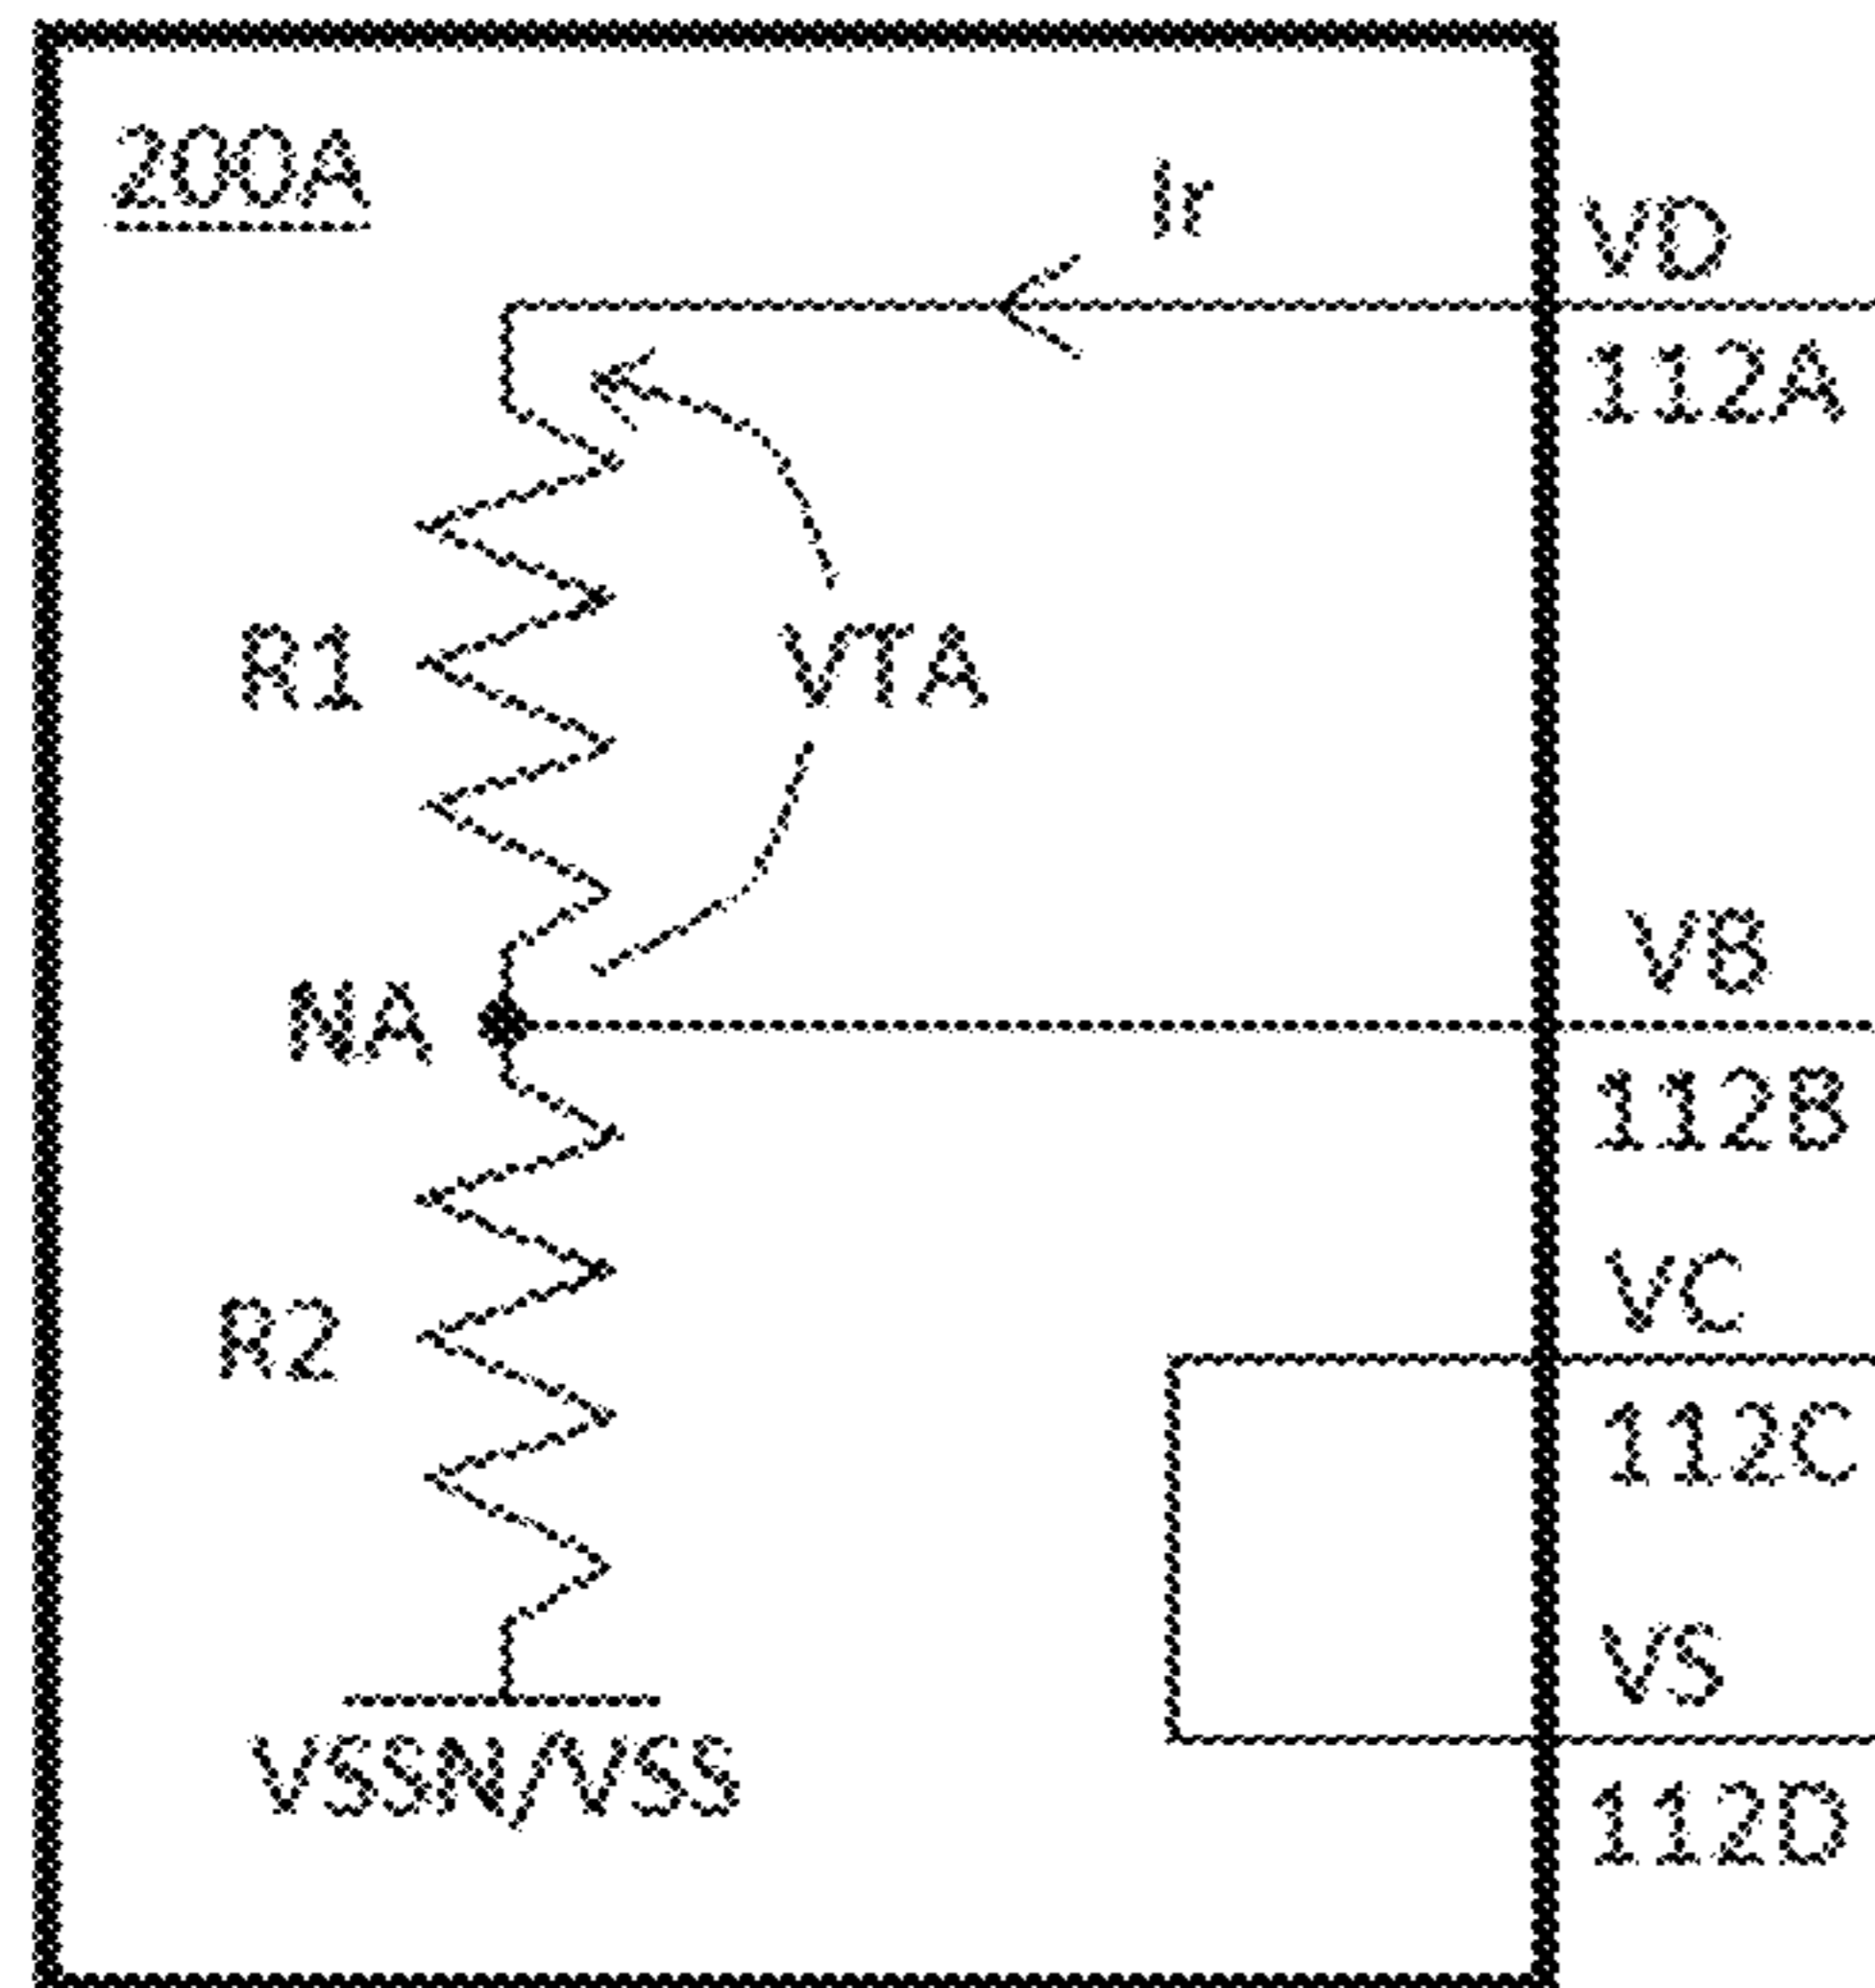 200A
Ir
VD
112A
R1
VTA
VB
NA
112B
VC
R2
112C
VS
VSSN/VSS
112D